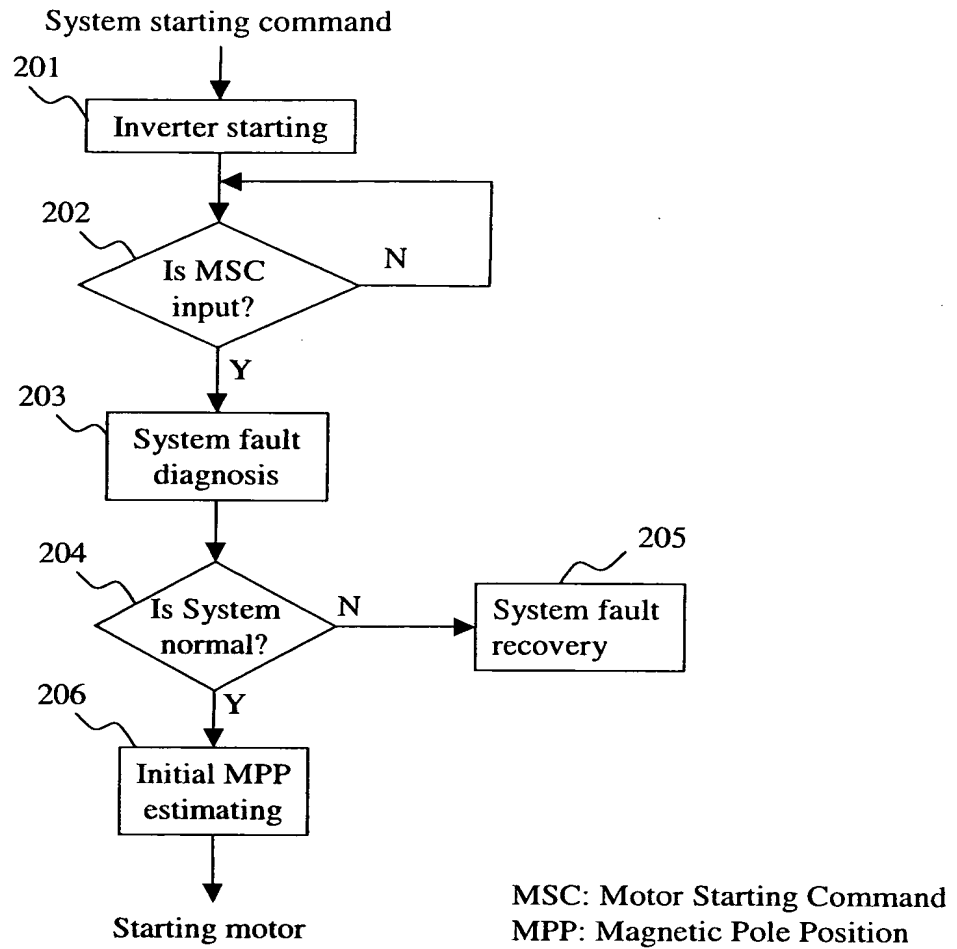 System starting command
201
Inverter starting
202
Is MSC
input?
N
Y
203
System fault
diagnosis
204
Is System
normal?
N
205
System fault
recovery
Y
206
Initial MPP
estimating
Starting motor
MSC: Motor Starting Command
MPP: Magnetic Pole Position